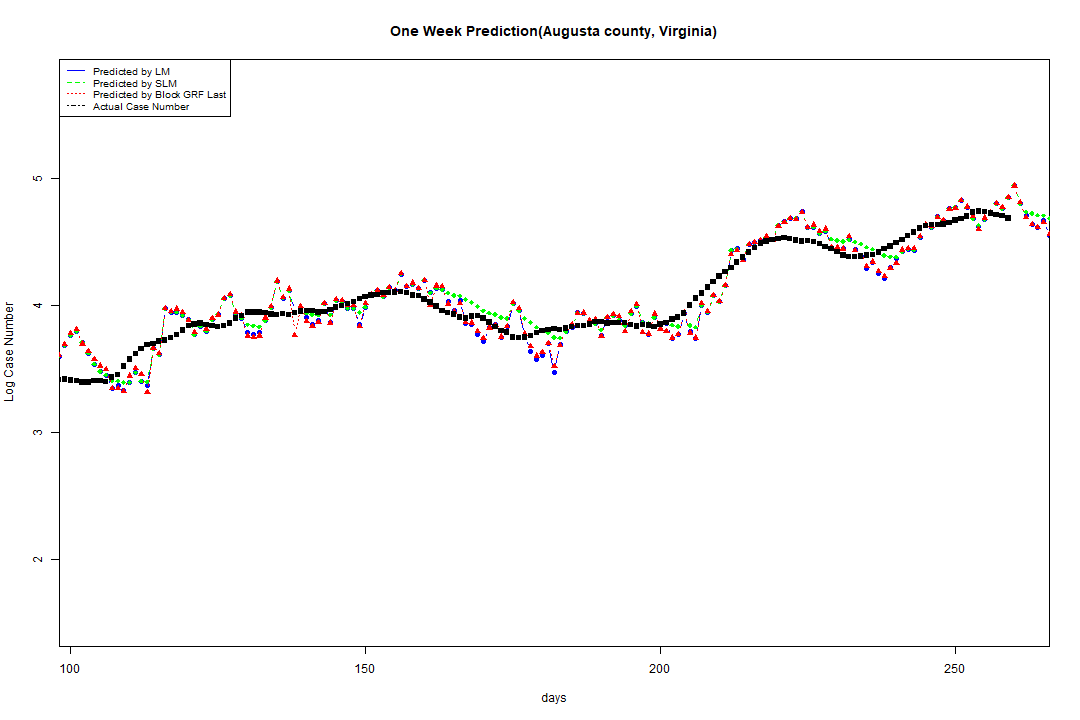 One Week Prediction(Augusta county, Virginia)
Predicted by LM
Predicted by SLM
Predicted by Block GRF Last
Actual Case Number
5
4
3
2
Log Case Number
100 150 200 250
days